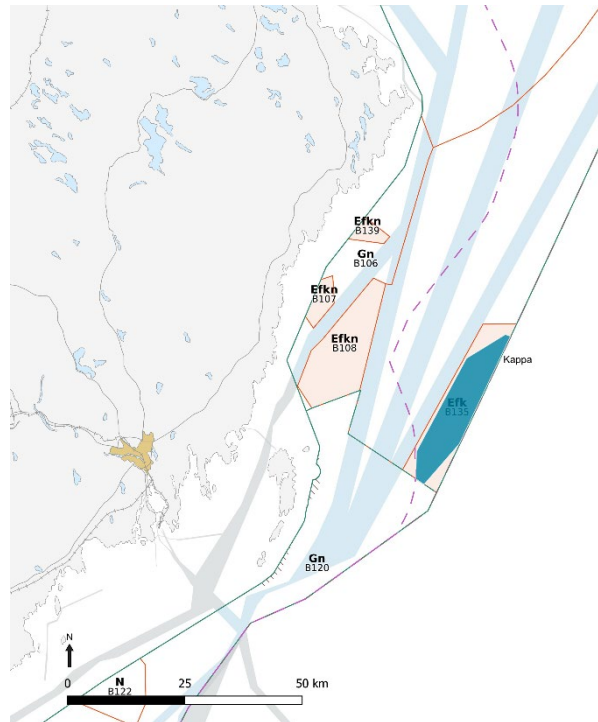 Efkn
B139
Gn
B106
Efkn
B107
Efkn
B108
Kappa
Efk
B135
Gn
B120
N
N
B122
0
25
50 km